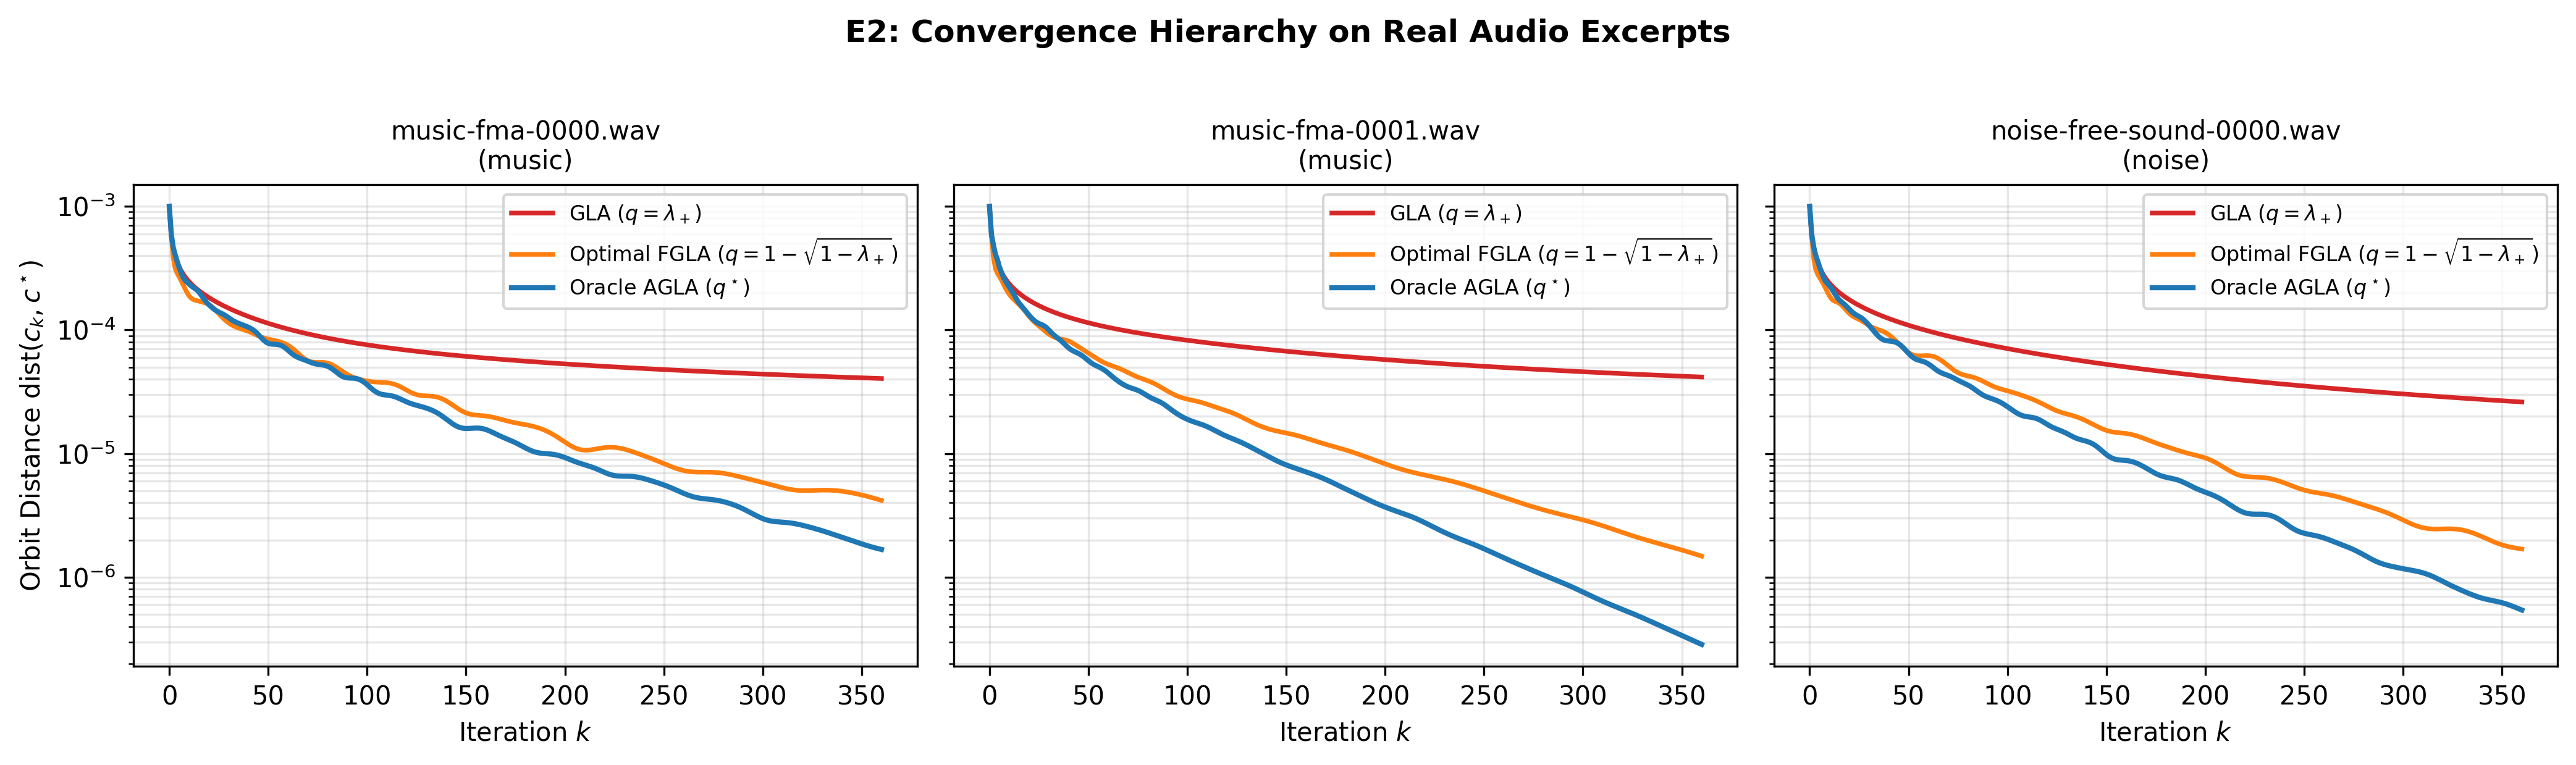 E2: Convergence Hierarchy on Real Audio Excerpts
music-fma-0000.wav
(music)
GLA (q = λ₊)
Optimal FGLA (q = 1 − √(1 − λ₊))
Oracle AGLA (q⋆)
10⁻³
10⁻⁴
10⁻⁵
10⁻⁶
Orbit Distance dist(cₖ, c⋆)
0 50 100 150 200 250 300 350
Iteration k
music-fma-0001.wav
(music)
GLA (q = λ₊)
Optimal FGLA (q = 1 − √(1 − λ₊))
Oracle AGLA (q⋆)
0 50 100 150 200 250 300 350
Iteration k
noise-free-sound-0000.wav
(noise)
GLA (q = λ₊)
Optimal FGLA (q = 1 − √(1 − λ₊))
Oracle AGLA (q⋆)
0 50 100 150 200 250 300 350
Iteration k